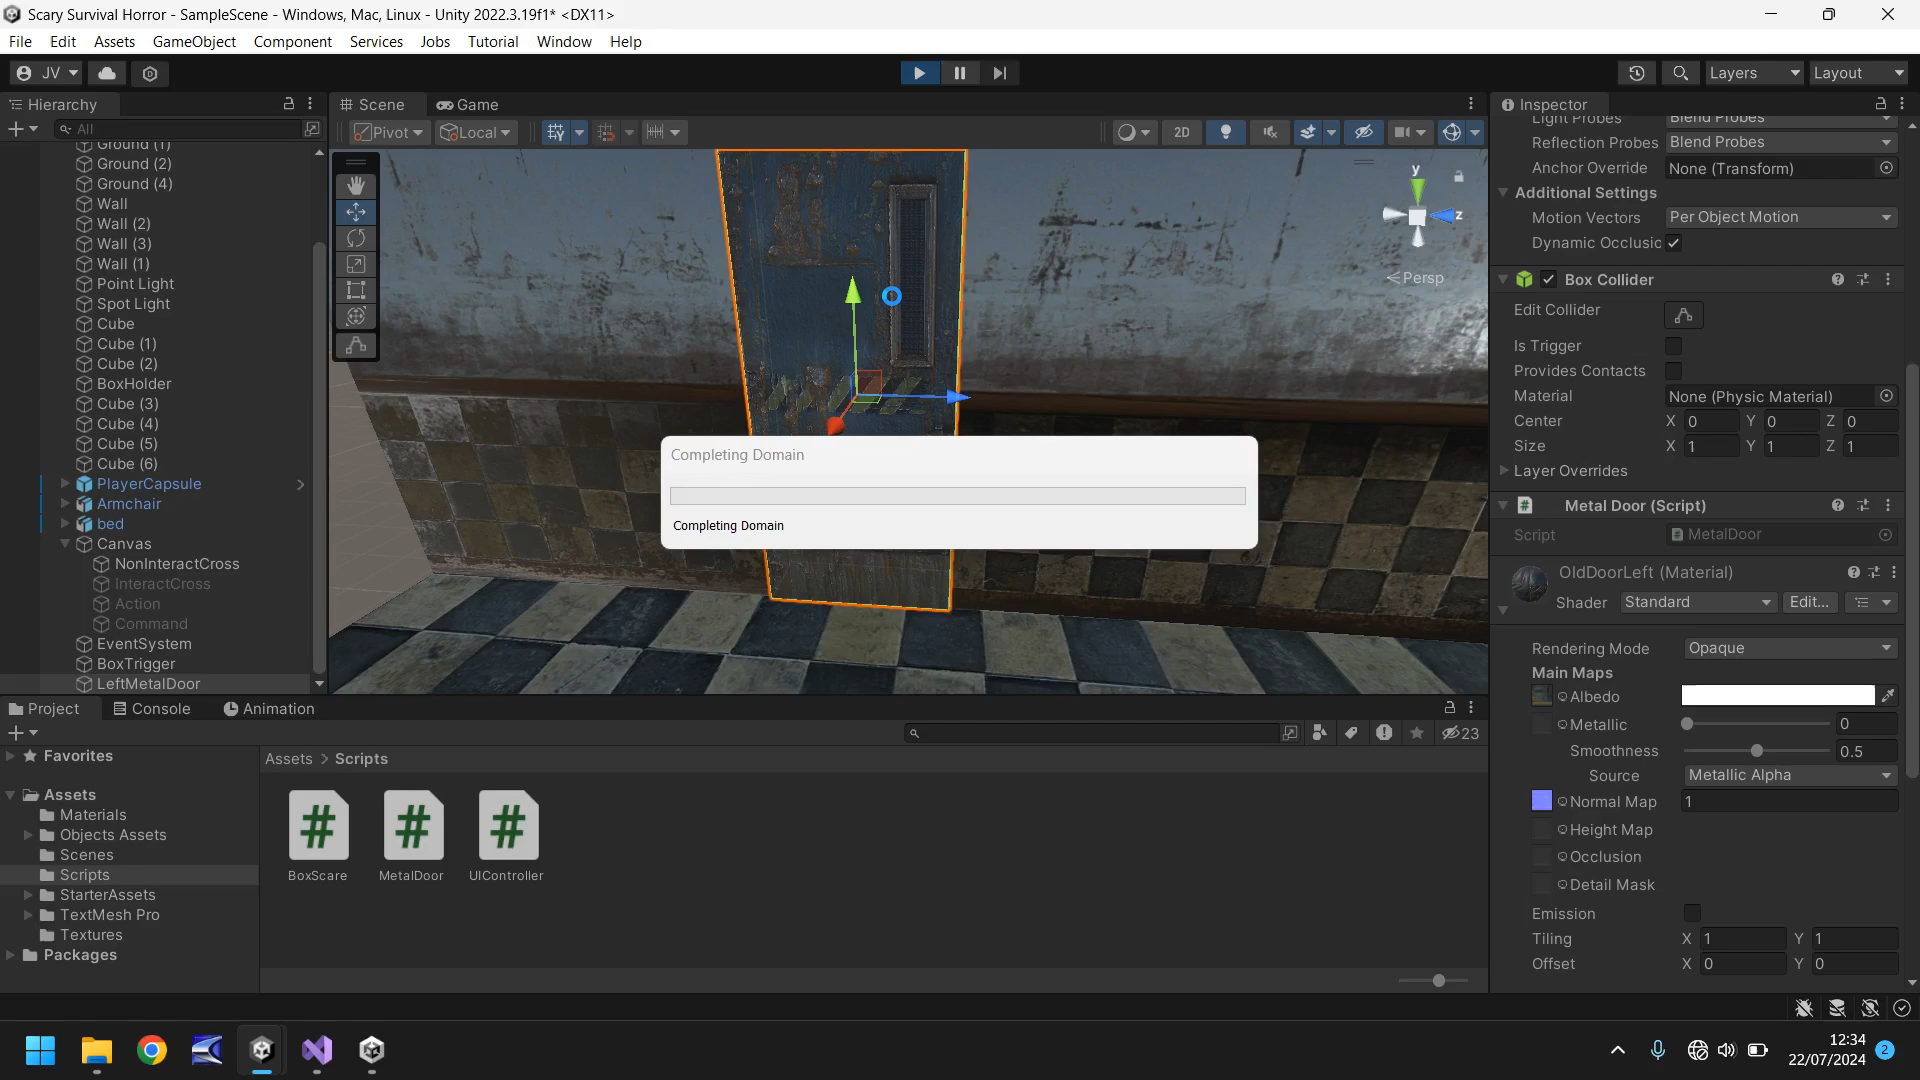 Scary Survival Horror - SampleScene - Windows, Mac, Linux - Unity 2022.3.19f1* <DX11>
File Edit Assets GameObject Component Services Jobs Tutorial Window Help
JV
Layers
Layout
Hierarchy
All
Ground (1)
Ground (2)
Ground (4)
Wall
Wall (2)
Wall (3)
Wall (1)
Point Light
Spot Light
Cube
Cube (1)
Cube (2)
BoxHolder
Cube (3)
Cube (4)
Cube (5)
Cube (6)
PlayerCapsule
Armchair
bed
Canvas
NonInteractCross
InteractCross
Action
Command
EventSystem
BoxTrigger
LeftMetalDoor
Scene
Game
Pivot
Local
2D
y
z
Persp
Completing Domain
Completing Domain
Inspector
Light Probes Blend Probes
Reflection Probes Blend Probes
Anchor Override None (Transform)
Additional Settings
Motion Vectors Per Object Motion
Dynamic Occlusic
Box Collider
Edit Collider
Is Trigger
Provides Contacts
Material None (Physic Material)
Center X 0 Y 0 Z 0
Size X 1 Y 1 Z 1
Layer Overrides
Metal Door (Script)
Script MetalDoor
OldDoorLeft (Material)
Shader Standard Edit...
Rendering Mode Opaque
Main Maps
Albedo
Metallic 0
Smoothness 0.5
Source Metallic Alpha
Normal Map 1
Height Map
Occlusion
Detail Mask
Emission
Tiling X 1 Y 1
Offset X 0 Y 0
Project
Console
Animation
23
Favorites
Assets
Materials
Objects Assets
Scenes
Scripts
StarterAssets
TextMesh Pro
Textures
Packages
Assets > Scripts
BoxScare
MetalDoor
UIController
12:34
22/07/2024
2